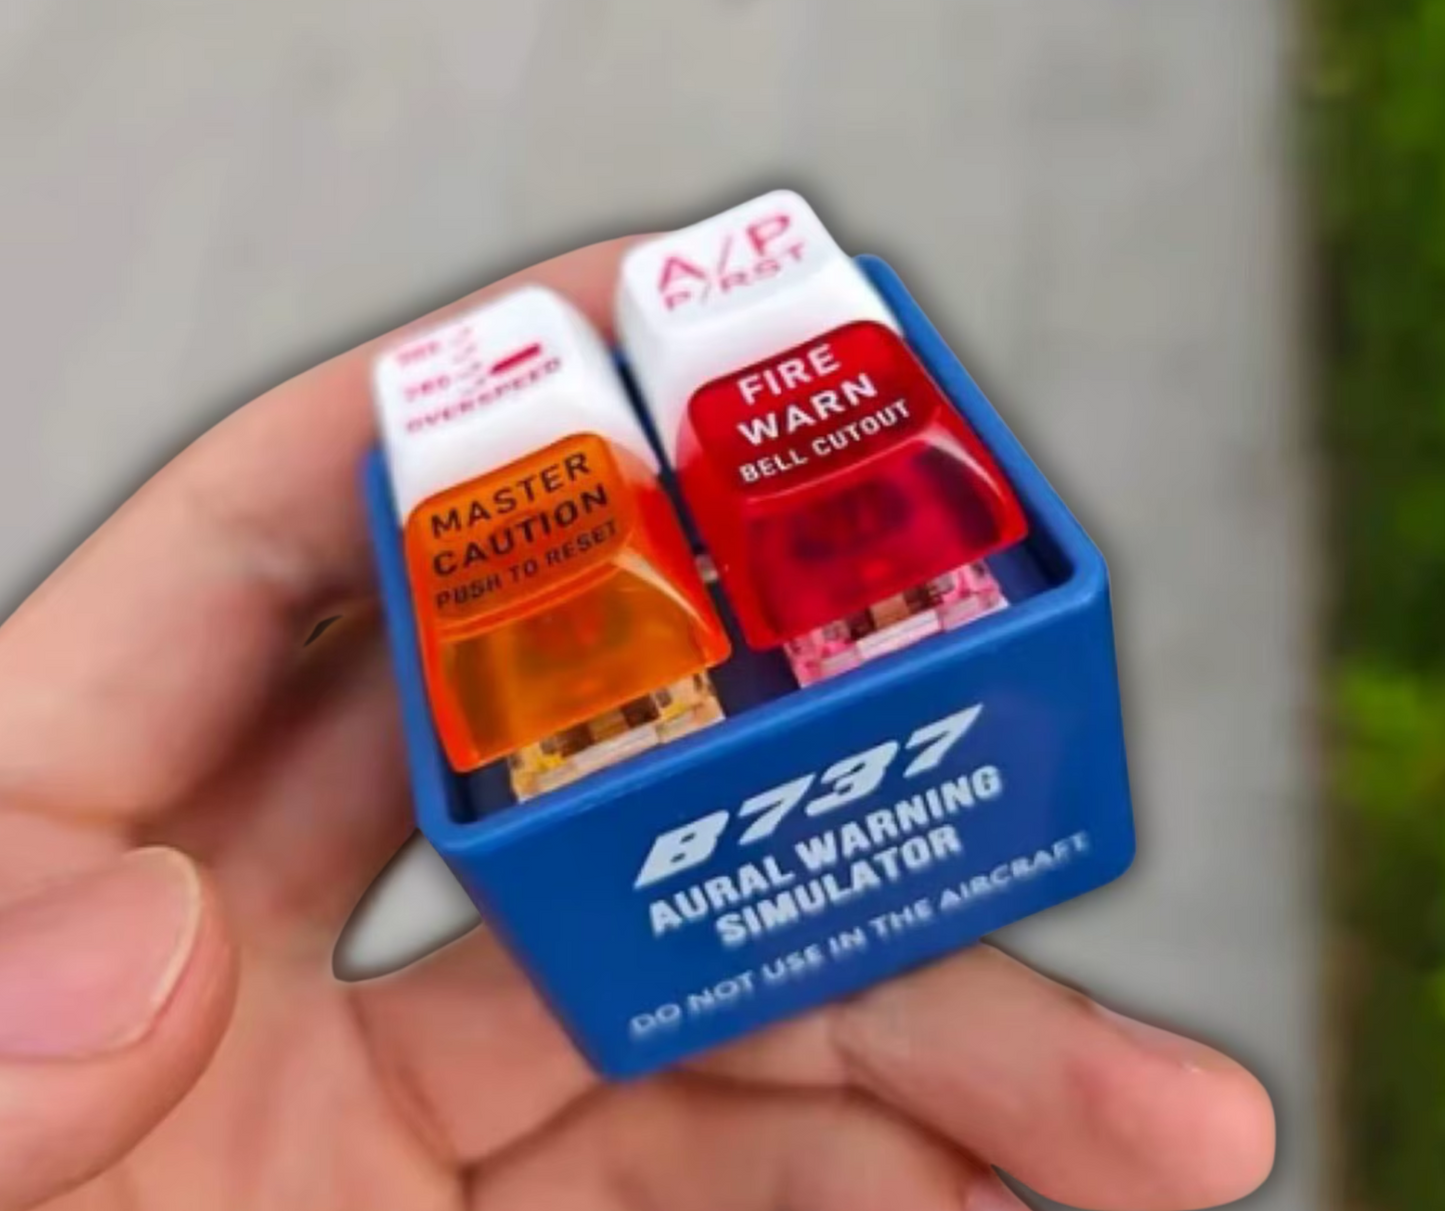 OVERSPEED
A/P
P/RST
MASTER
CAUTION
PUSH TO RESET
FIRE
WARN
BELL CUTOUT
B737
AURAL WARNING
SIMULATOR
DO NOT USE IN THE AIRCRAFT